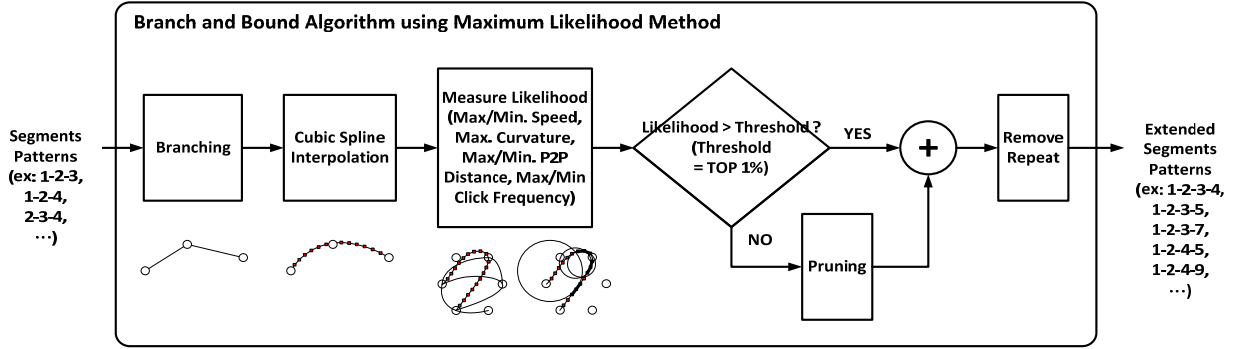 Branch and Bound Algorithm using Maximum Likelihood Method
Segments
Patterns
(ex: 1-2-3,
1-2-4,
2-3-4,
⋯)
Branching
Cubic Spline
Interpolation
Measure Likelihood
(Max/Min. Speed,
Max. Curvature,
Max/Min. P2P
Distance, Max/Min
Click Frequency)
Likelihood > Threshold ?
(Threshold
= TOP 1%)
YES
NO
Pruning
+
Remove
Repeat
Extended
Segments
Patterns
(ex: 1-2-3-4,
1-2-3-5,
1-2-3-7,
1-2-4-5,
1-2-4-9,
⋯)